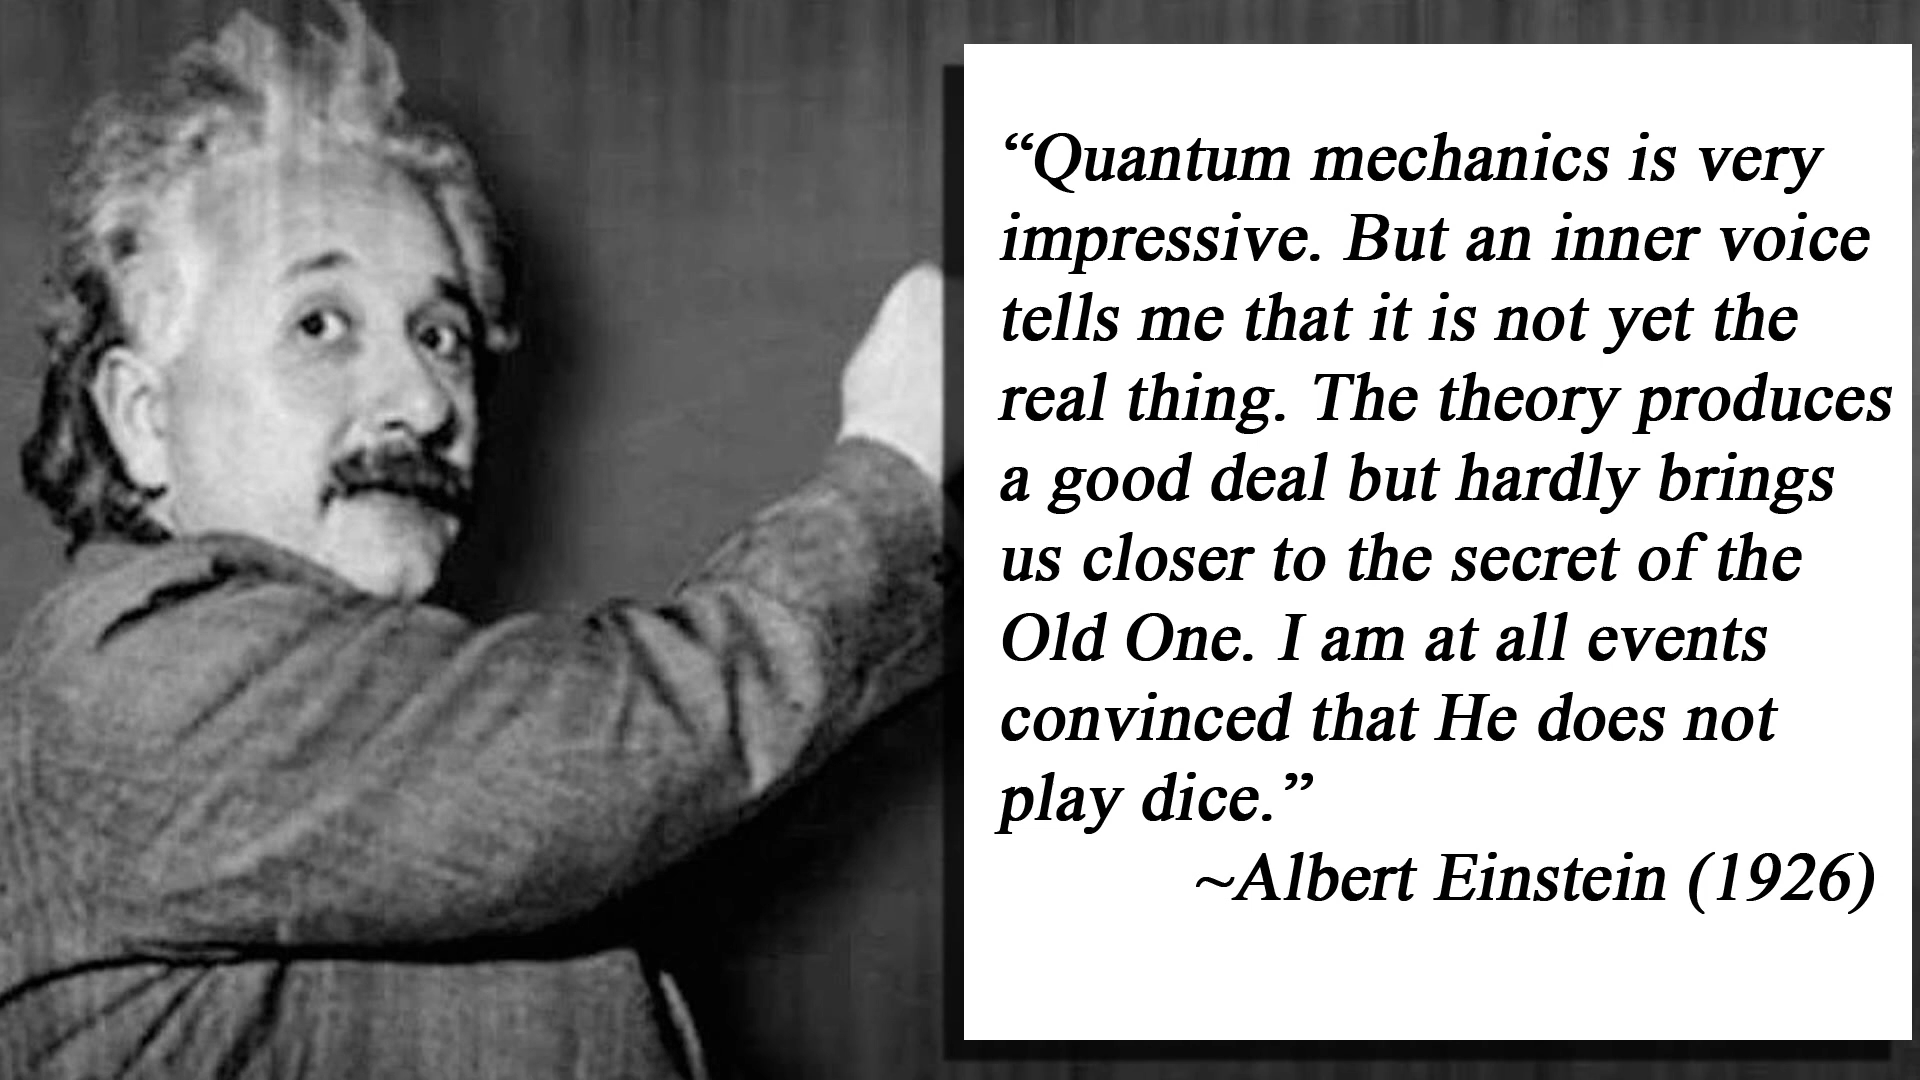 “Quantum mechanics is very
impressive. But an inner voice
tells me that it is not yet the
real thing. The theory produces
a good deal but hardly brings
us closer to the secret of the
Old One. I am at all events
convinced that He does not
play dice.”
~Albert Einstein (1926)